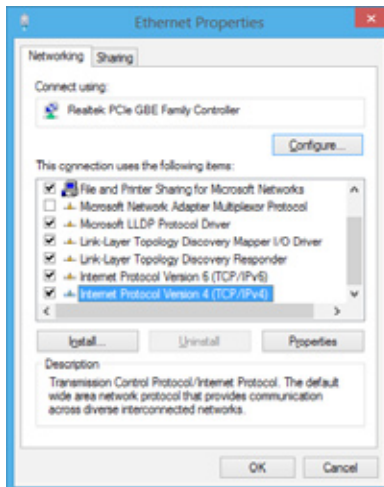 Ethernet Properties
Networking Sharing
Connect using:
Realtek PCIe GBE Family Controller
Configure...
This connection uses the following items:
File and Printer Sharing for Microsoft Networks
Microsoft Network Adapter Multiplexor Protocol
Microsoft LLDP Protocol Driver
Link-Layer Topology Discovery Mapper I/O Driver
Link-Layer Topology Discovery Responder
Internet Protocol Version 6 (TCP/IPv6)
Internet Protocol Version 4 (TCP/IPv4)
Install... Uninstall Properties
Description
Transmission Control Protocol/Internet Protocol. The default
wide area network protocol that provides communication
across diverse interconnected networks.
OK Cancel